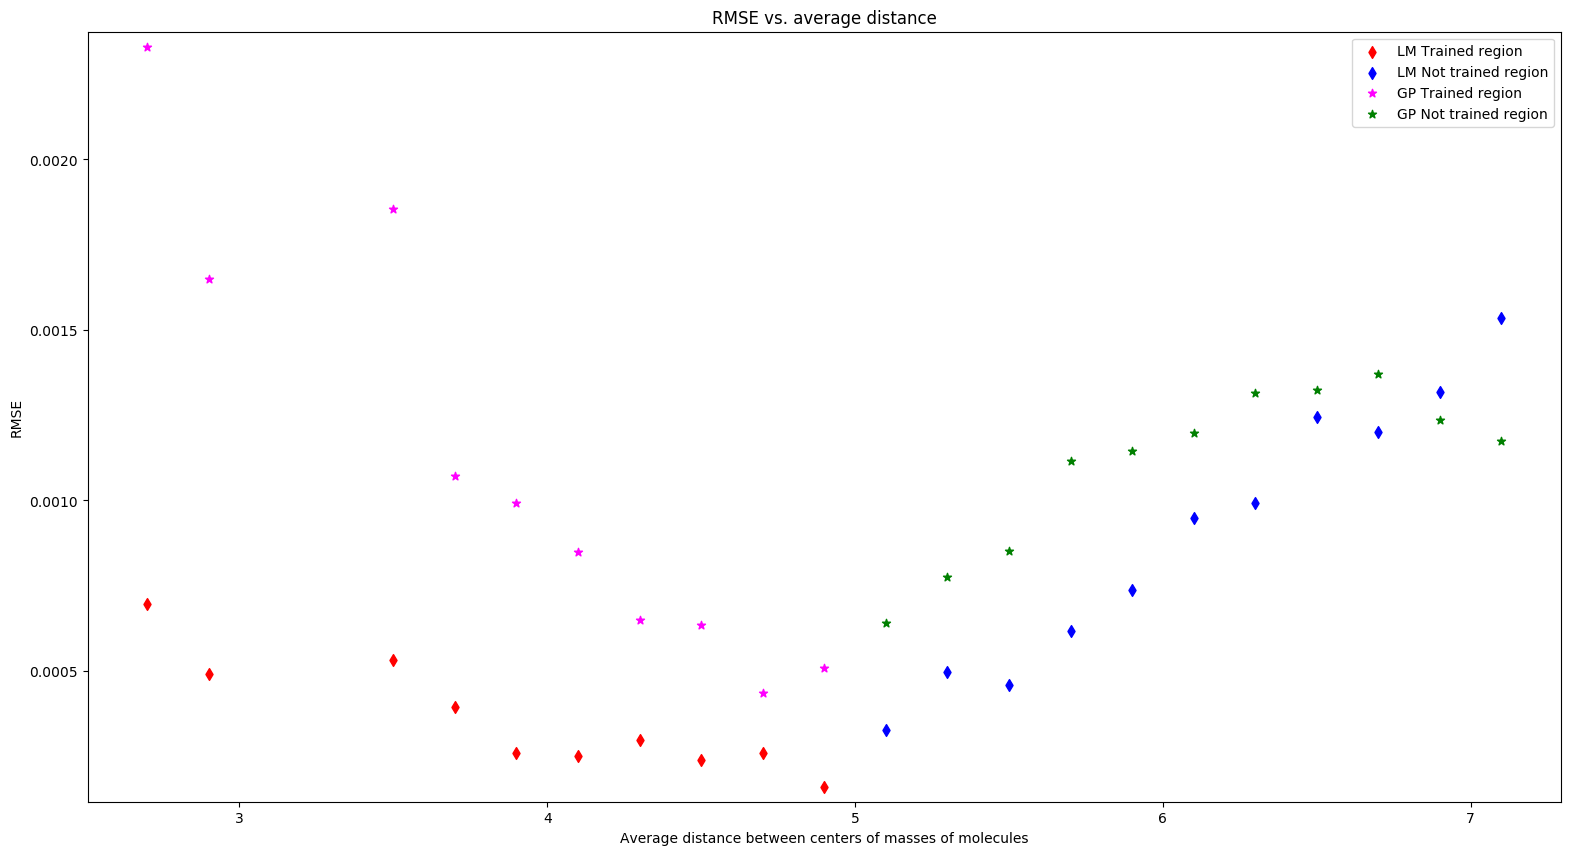 RMSE vs. average distance
LM Trained region
LM Not trained region
GP Trained region
GP Not trained region
RMSE
0.0020
0.0015
0.0010
0.0005
3 4 5 6 7
Average distance between centers of masses of molecules